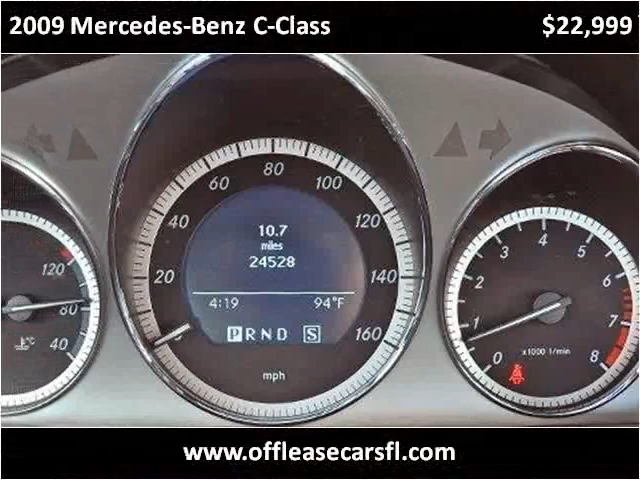 2009 Mercedes-Benz C-Class $22,999
120
80
40
°C
0 20 40 60 80 100 120 140 160
10.7
miles
24528
4:19 94°F
P R N D S
mph
0 1 2 3 4 5 6 7 8
x1000 1/min
www.offleasecarsfl.com